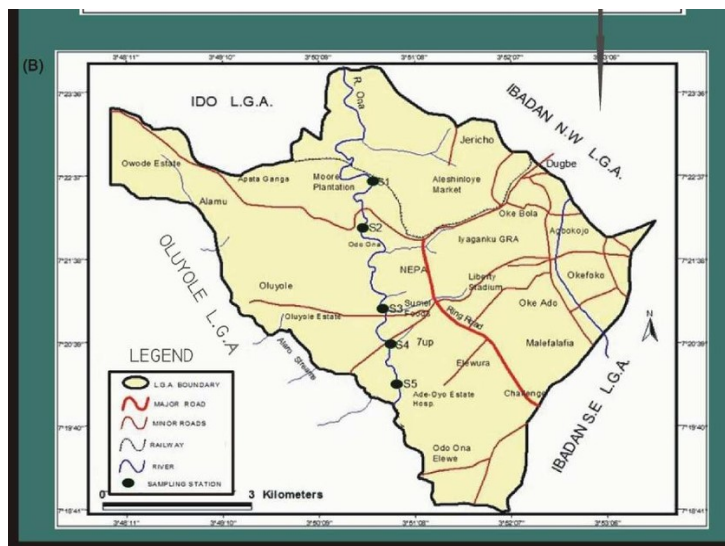 (B)
3°48'11" 3°49'10" 3°50'09" 3°51'08" 3°52'07" 3°53'06"
7°23'36"
7°22'37"
7°21'38"
7°20'39"
7°19'40"
7°18'41"
IDO L.G.A.
R. Ona
IBADAN N.W L.G.A.
Jericho
Dugbe
Owode Estate
Apata Ganga
Moore
Plantation
S1
Aleshinloye
Market
Alamu
Oke Bola
S2
Odo Ona
Iyaganku GRA
Agbokojo
OLUYOLE L.G.A
NEPA
Liberty
Stadium
Okefoko
Oluyole
Oke Ado
S3
Sumel
Foods
Oluyole Estate
Ring Road
N
S4
7up
Malefalafia
Alaro Streams
Elewura
S5
Ade-Oyo Estate
Hosp.
Challenge
IBADAN S.E L.G.A.
Odo Ona
Elewe
LEGEND
L.G.A. BOUNDARY
MAJOR ROAD
MINOR ROADS
RAILWAY
RIVER
SAMPLING STATION
0 3 Kilometers
3°48'11" 3°49'10" 3°50'09" 3°51'08" 3°52'07" 3°53'06"